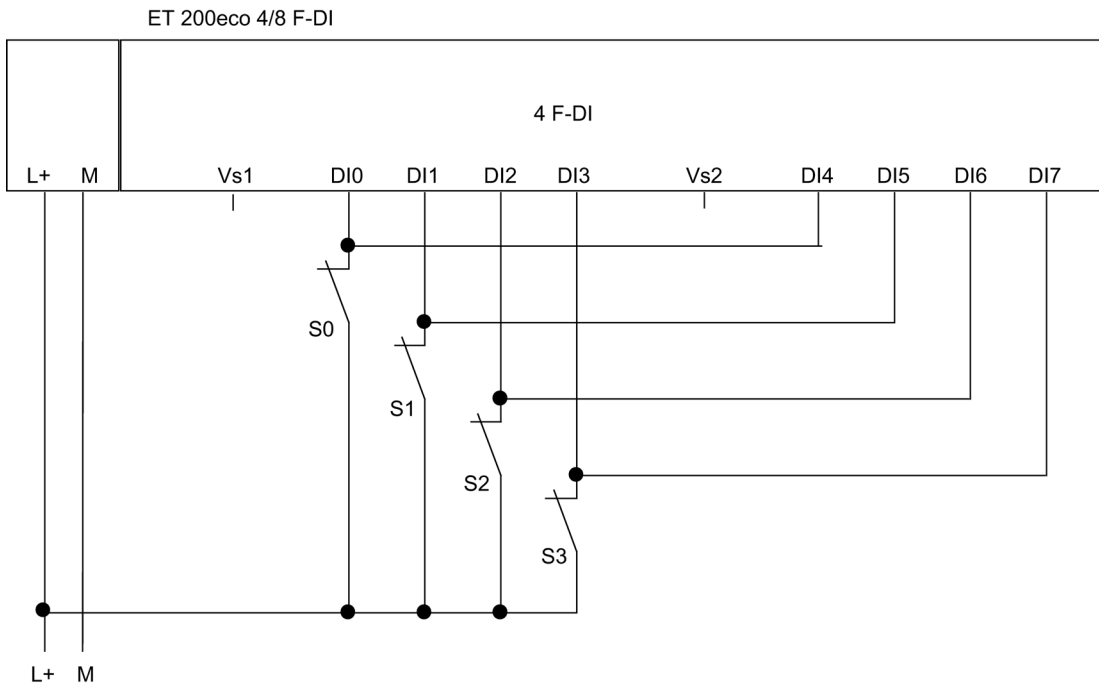 ET 200eco 4/8 F-DI
4 F-DI
L+ M Vs1 DI0 DI1 DI2 DI3 Vs2 DI4 DI5 DI6 DI7
S0
S1
S2
S3
L+ M